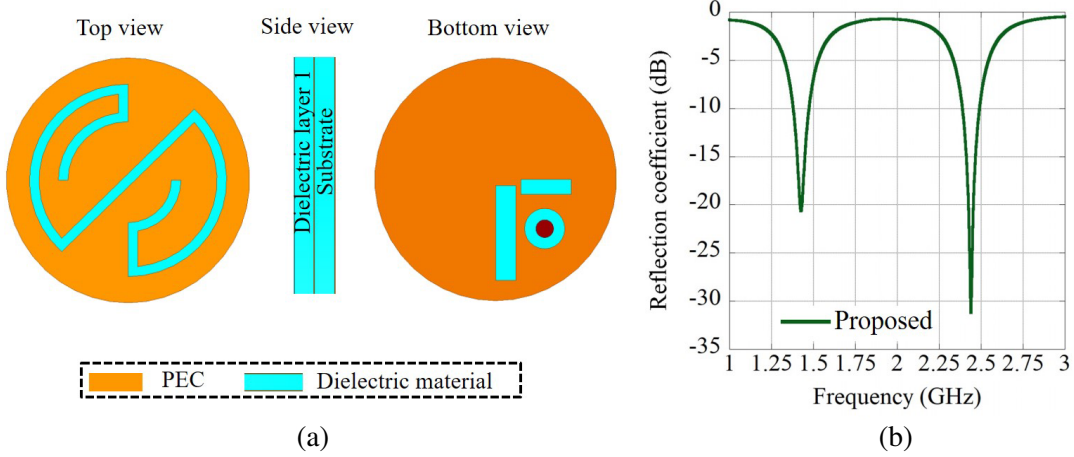 Top view
Side view
Bottom view
Dielectric layer 1
Substrate
PEC
Dielectric material
(a)
0
-5
-10
-15
-20
-25
-30
-35
Reflection coefficient (dB)
Proposed
1 1.25 1.5 1.75 2 2.25 2.5 2.75 3
Frequency (GHz)
(b)